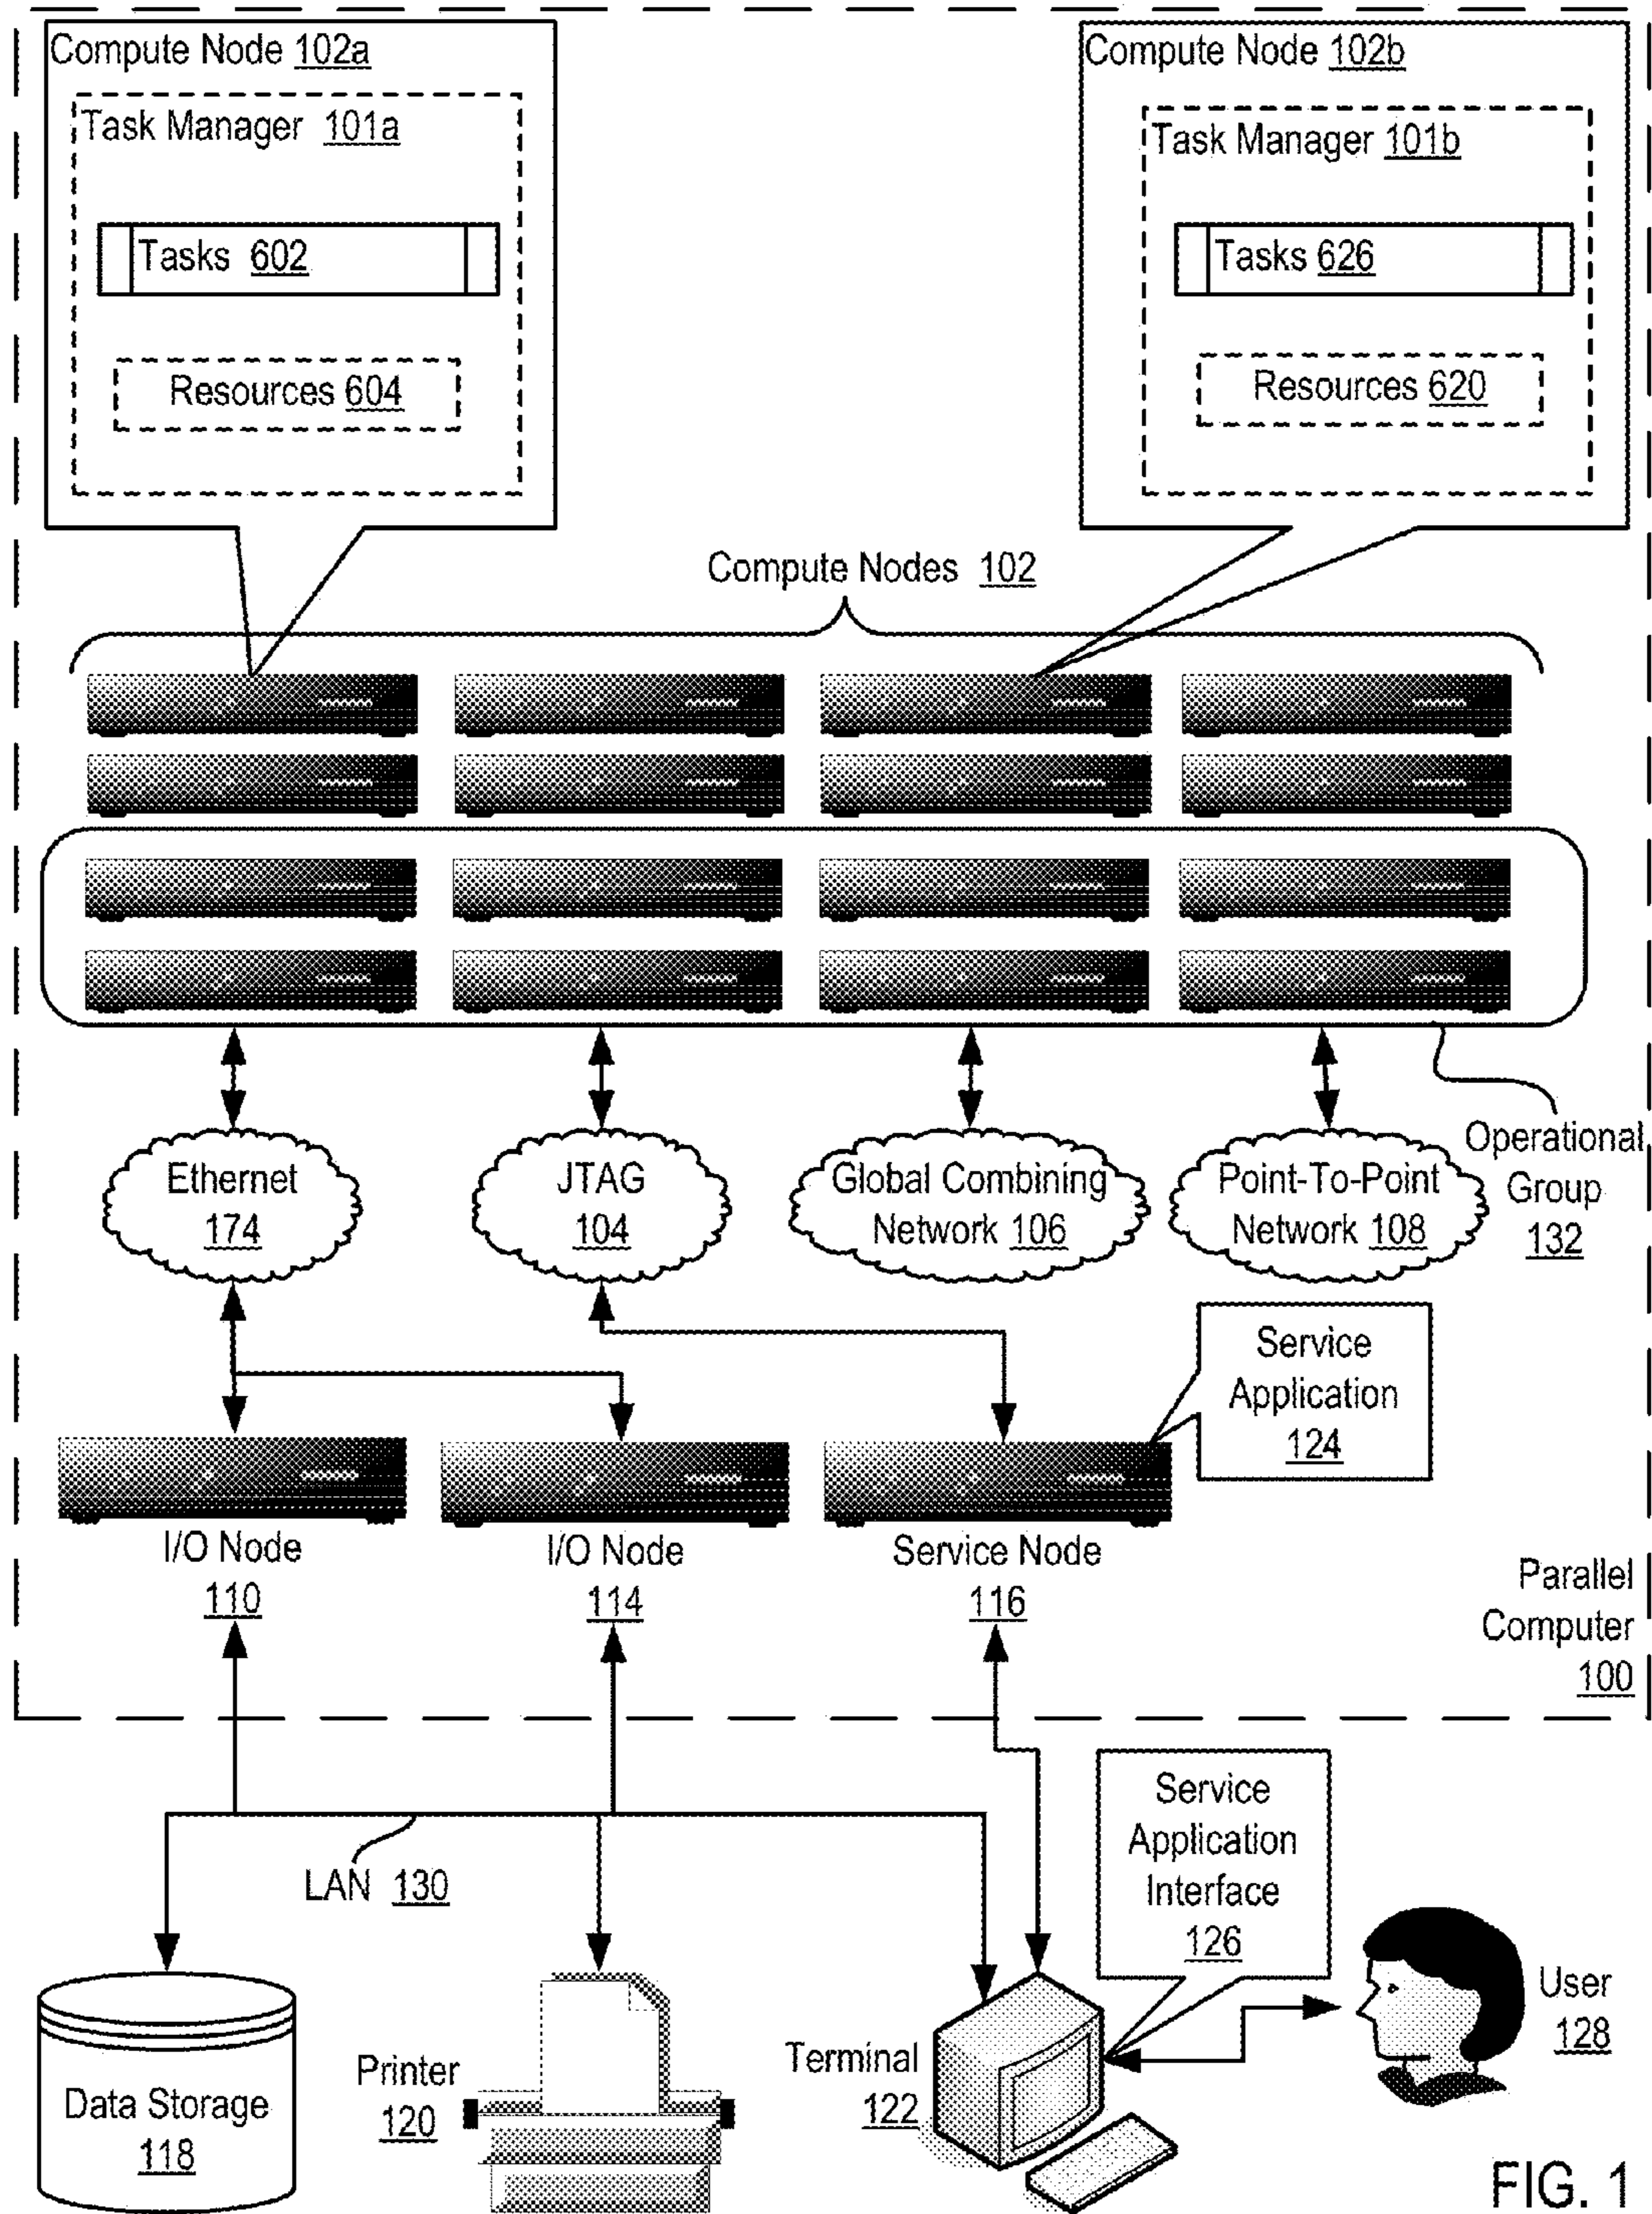 Compute Node 102a
Task Manager 101a
Tasks 602
Resources 604
Compute Node 102b
Task Manager 101b
Tasks 626
Resources 620
Compute Nodes 102
Ethernet
174
JTAG
104
Global Combining
Network 106
Point-To-Point
Network 108
Operational
Group
132
Service
Application
124
I/O Node
110
I/O Node
114
Service Node
116
Parallel
Computer
100
LAN 130
Service
Application
Interface
126
Data Storage
118
Printer
120
Terminal
122
User
128
FIG. 1